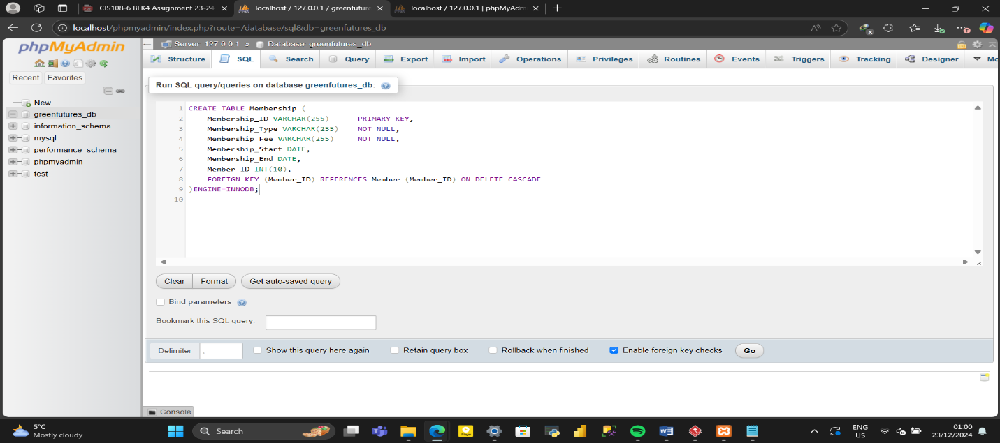 CIS108-6 BLK4 Assignment 23-24
localhost / 127.0.0.1 / greenfuture
localhost / 127.0.0.1 | phpMyAdm
localhost/phpmyadmin/index.php?route=/database/sql&db=greenfutures_db
phpMyAdmin
Recent Favorites
New
greenfutures_db
information_schema
mysql
performance_schema
phpmyadmin
test
Server: 127.0.0.1 » Database: greenfutures_db
Structure SQL Search Query Export Import Operations Privileges Routines Events Triggers Tracking Designer Mo
Run SQL query/queries on database greenfutures_db:
1 CREATE TABLE Membership (
2 Membership_ID VARCHAR(255) PRIMARY KEY,
3 Membership_Type VARCHAR(255) NOT NULL,
4 Membership_Fee VARCHAR(255) NOT NULL,
5 Membership_Start DATE,
6 Membership_End DATE,
7 Member_ID INT(10),
8 FOREIGN KEY (Member_ID) REFERENCES Member (Member_ID) ON DELETE CASCADE
9 )ENGINE=INNODB;
10
Clear Format Get auto-saved query
Bind parameters
Bookmark this SQL query:
Delimiter ; Show this query here again Retain query box Rollback when finished Enable foreign key checks Go
Console
5°C
Mostly cloudy
Search
ENG
US
01:00
23/12/2024